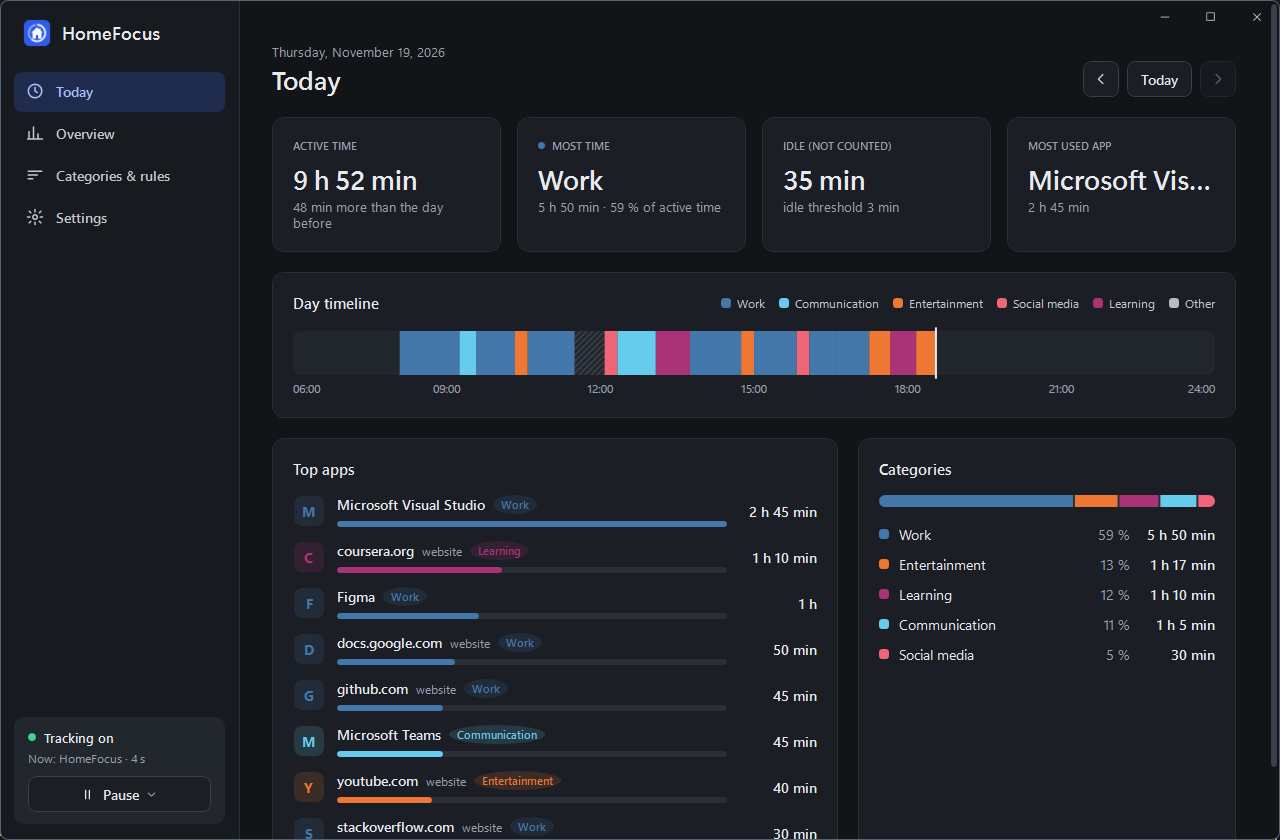 HomeFocus
Today
Overview
Categories & rules
Settings
Tracking on
Now: HomeFocus · 4 s
Pause
Thursday, November 19, 2026
Today
Today
ACTIVE TIME
9 h 52 min
48 min more than the day
before
MOST TIME
Work
5 h 50 min · 59 % of active time
IDLE (NOT COUNTED)
35 min
idle threshold 3 min
MOST USED APP
Microsoft Vis...
2 h 45 min
Day timeline
Work Communication Entertainment Social media Learning Other
06:00 09:00 12:00 15:00 18:00 21:00 24:00
Top apps
M Microsoft Visual Studio Work 2 h 45 min
C coursera.org website Learning 1 h 10 min
F Figma Work 1 h
D docs.google.com website Work 50 min
G github.com website Work 45 min
M Microsoft Teams Communication 45 min
Y youtube.com website Entertainment 40 min
S stackoverflow.com website Work 30 min
Categories
Work 59 % 5 h 50 min
Entertainment 13 % 1 h 17 min
Learning 12 % 1 h 10 min
Communication 11 % 1 h 5 min
Social media 5 % 30 min